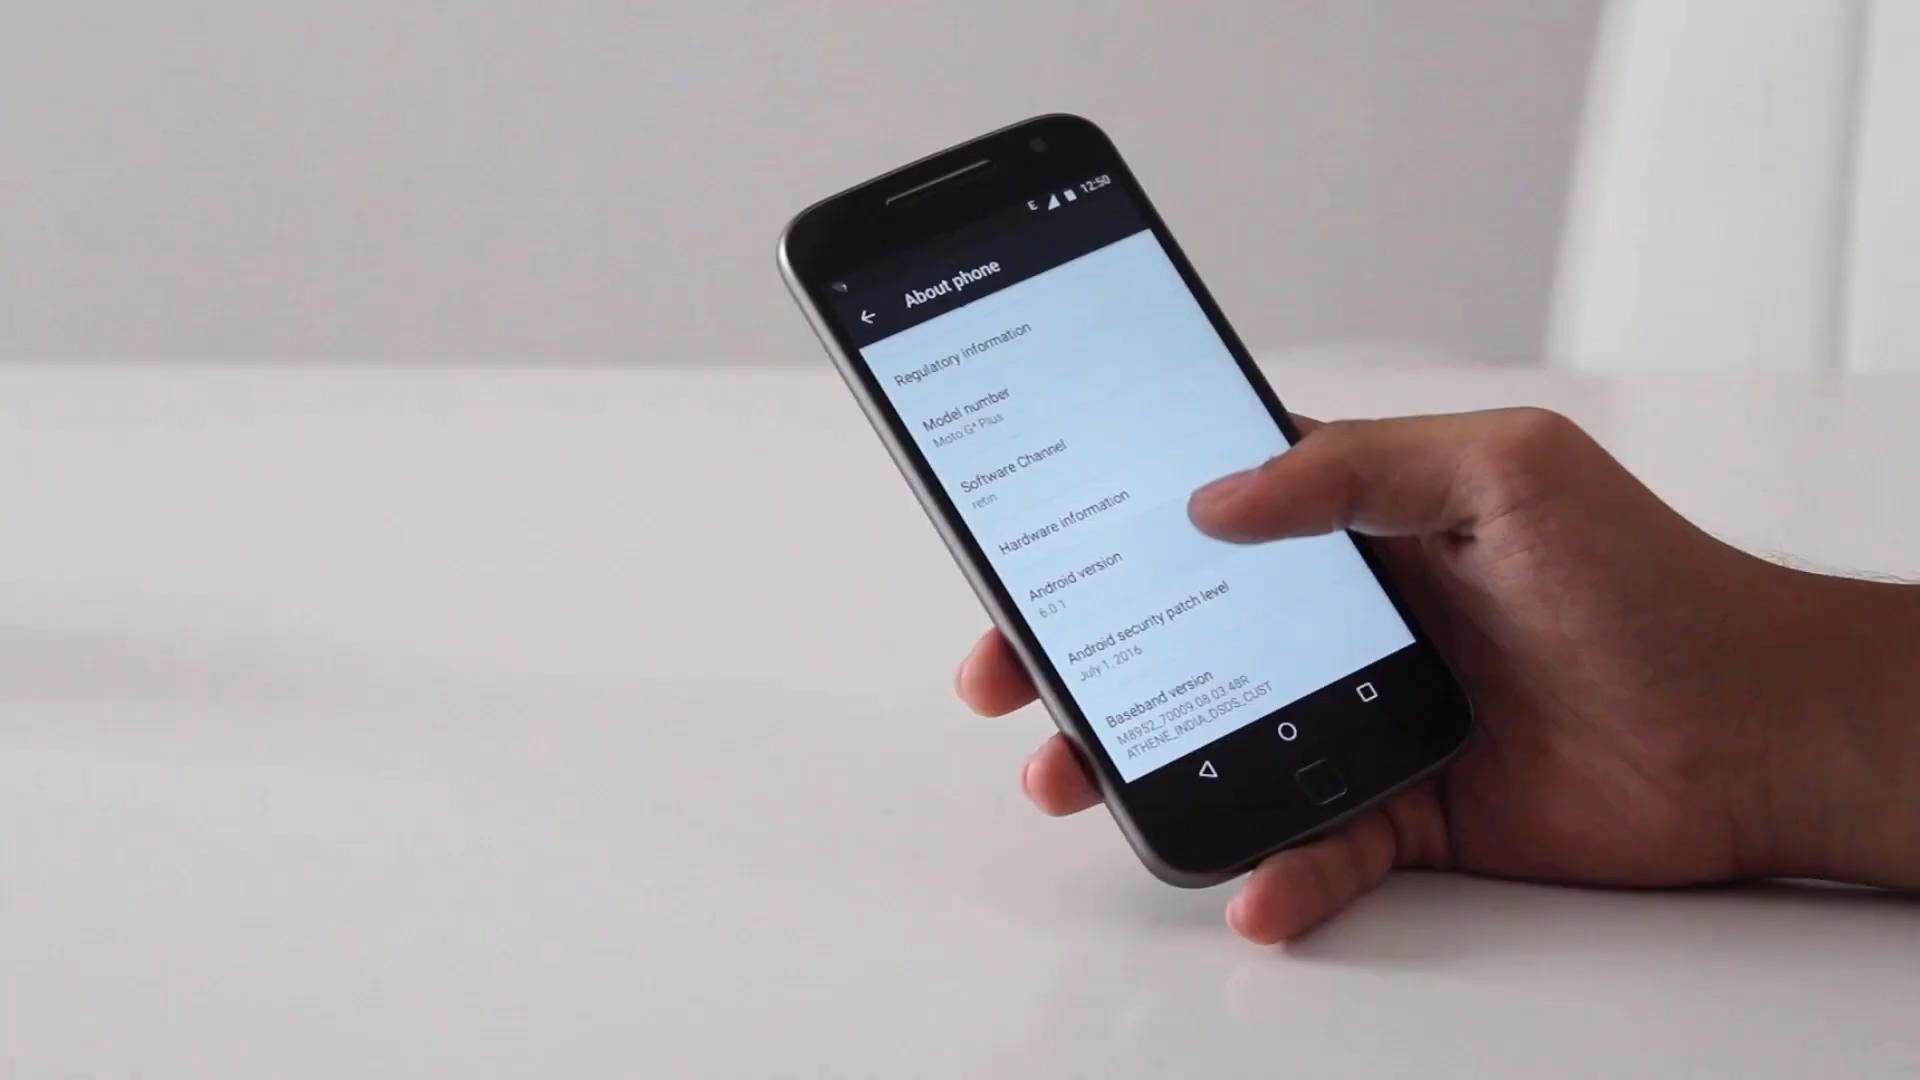 E 12:50
About phone
Regulatory information
Model number
Moto G⁴ Plus
Software Channel
retin
Hardware information
Android version
6.0.1
Android security patch level
July 1, 2016
Baseband version
M8952_70009.08.03.48R
ATHENE_INDIA_DSDS_CUST